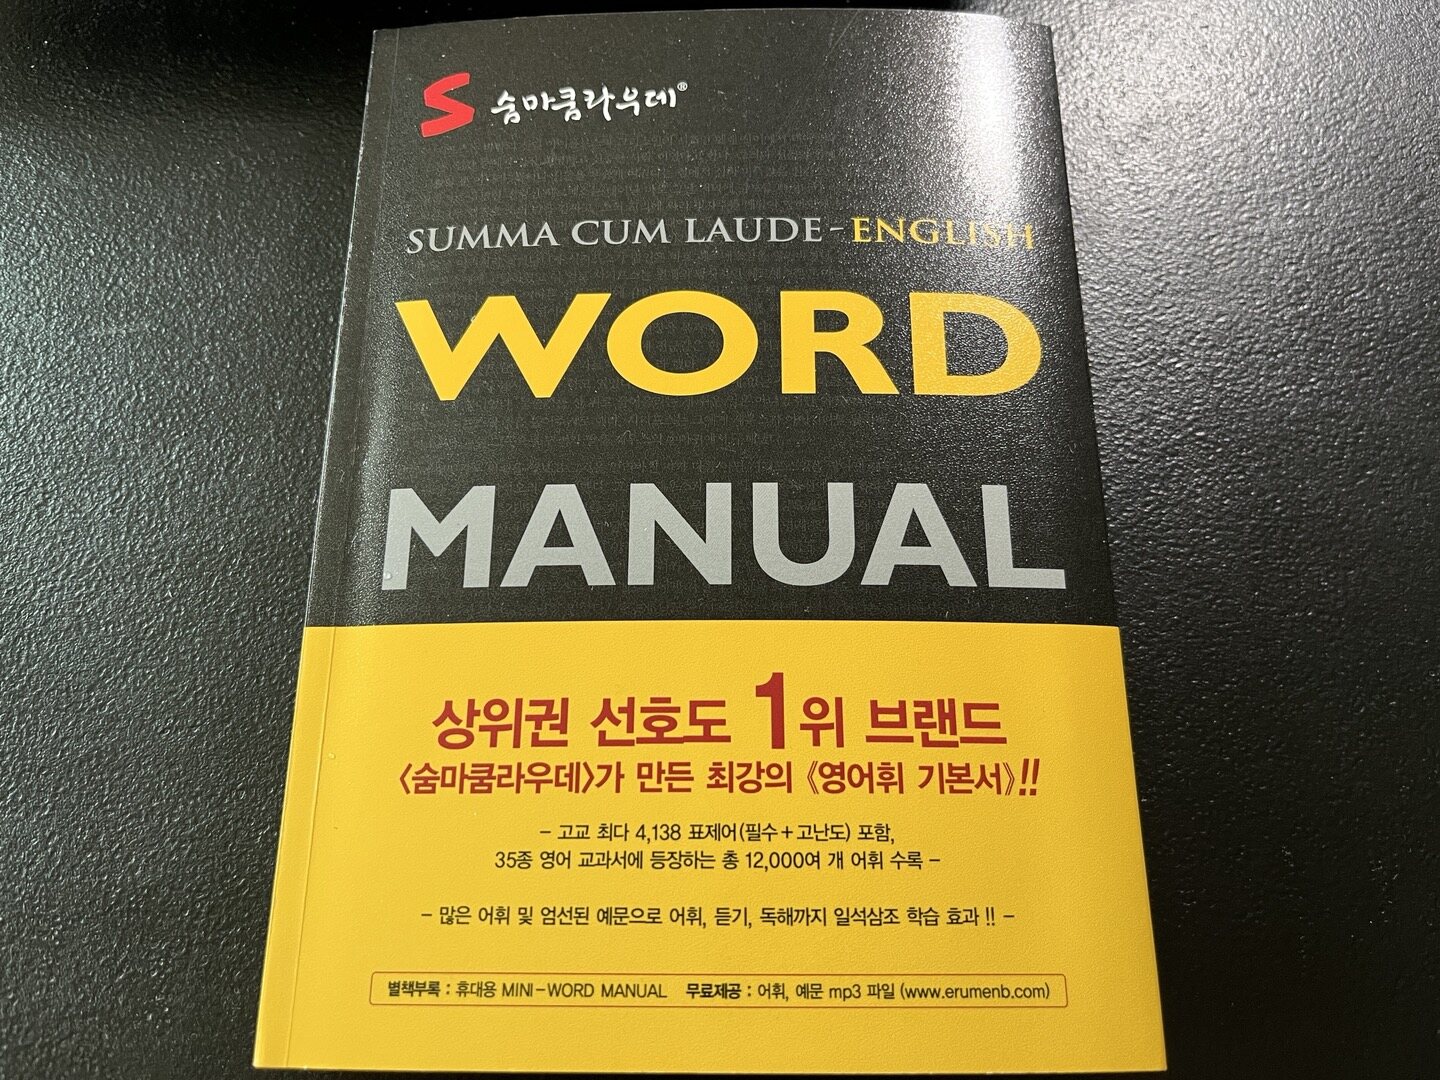 S 숨마쿰라우데®
SUMMA CUM LAUDE-ENGLISH
WORD
MANUAL
상위권 선호도 1위 브랜드
<숨마쿰라우데>가 만든 최강의 《영어휘 기본서》!!
- 고교 최다 4,138 표제어(필수+고난도) 포함,
35종 영어 교과서에 등장하는 총 12,000여 개 어휘 수록 -
- 많은 어휘 및 엄선된 예문으로 어휘, 듣기, 독해까지 일석삼조 학습 효과 !! -
별책부록 : 휴대용 MINI-WORD MANUAL 무료제공 : 어휘, 예문 mp3 파일 (www.erumenb.com)